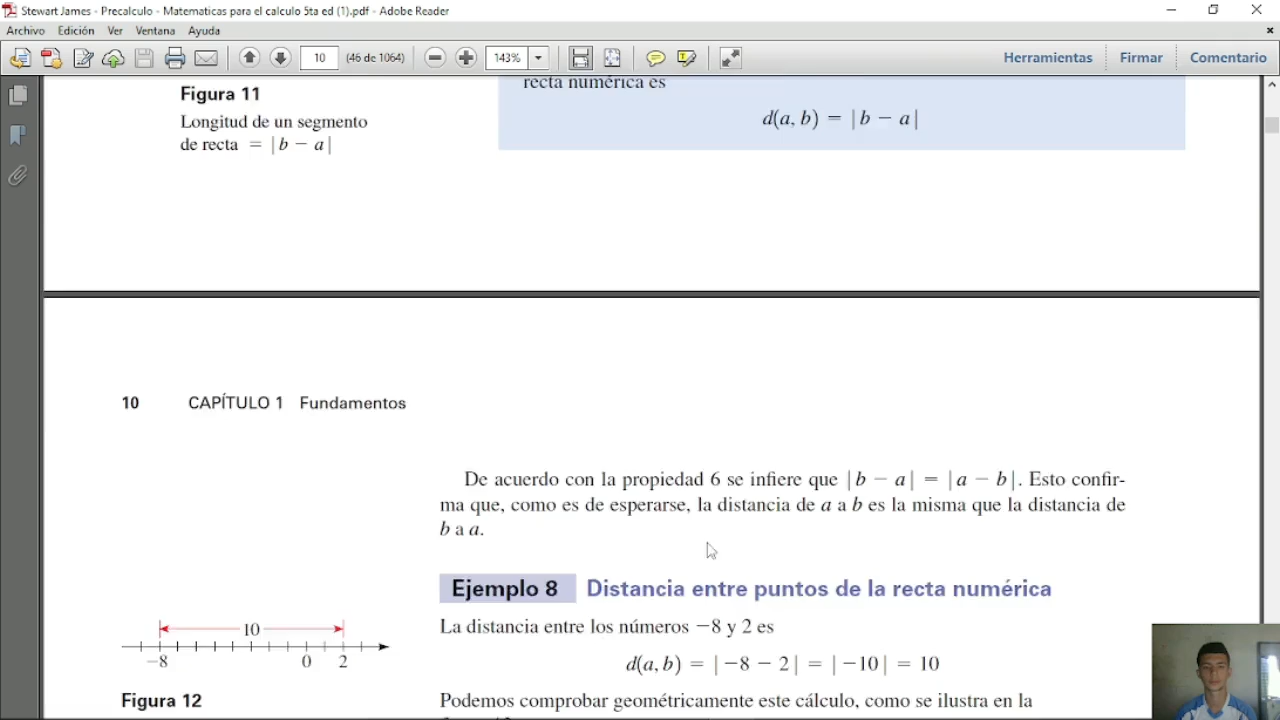 Stewart James - Precalculo - Matematicas para el calculo 5ta ed (1).pdf - Adobe Reader
Archivo Edición Ver Ventana Ayuda
10 (46 de 1064) 143% Herramientas Firmar Comentario
recta numérica es
d(a, b) = | b − a |
Figura 11
Longitud de un segmento
de recta = | b − a |
10 CAPÍTULO 1 Fundamentos
De acuerdo con la propiedad 6 se infiere que | b − a | = | a − b |. Esto confir-
ma que, como es de esperarse, la distancia de a a b es la misma que la distancia de
b a a.
Ejemplo 8 Distancia entre puntos de la recta numérica
La distancia entre los números −8 y 2 es
d(a, b) = | −8 − 2 | = | −10 | = 10
Podemos comprobar geométricamente este cálculo, como se ilustra en la
10
−8 0 2
Figura 12